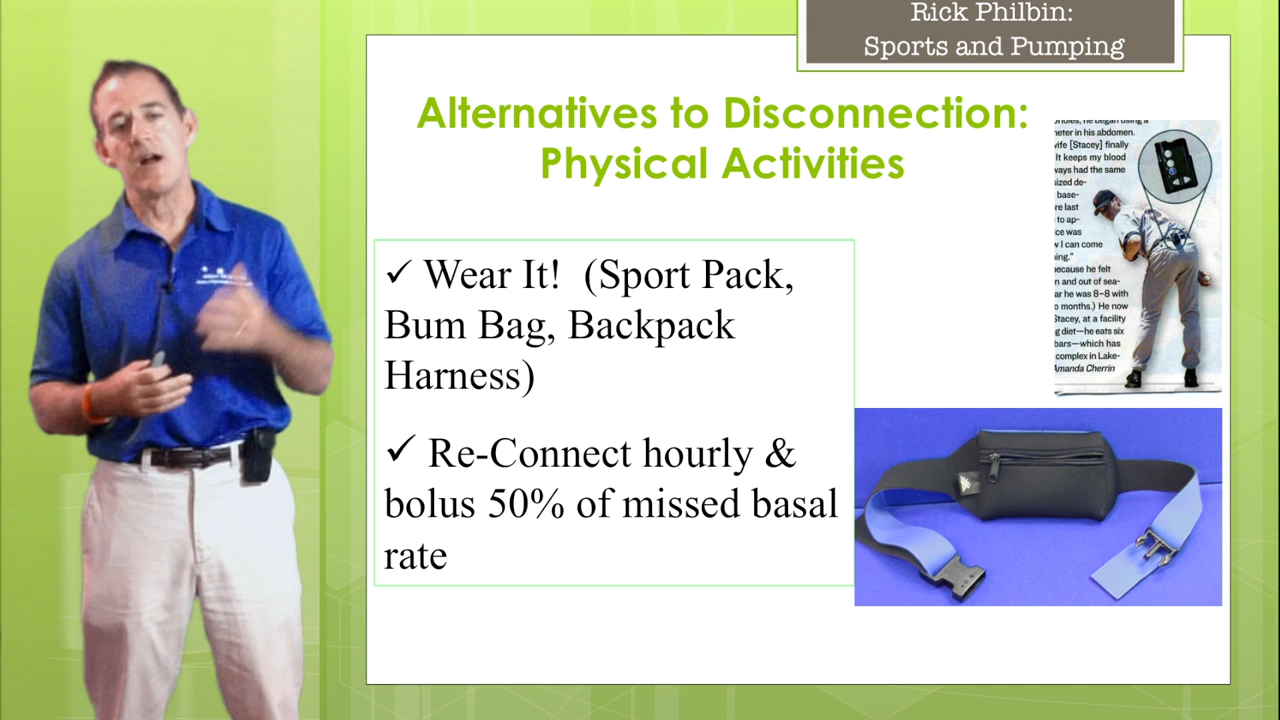 Rick Philbin:
Sports and Pumping
Alternatives to Disconnection:
Physical Activities
✓ Wear It! (Sport Pack,
Bum Bag, Backpack
Harness)
✓ Re-Connect hourly &
bolus 50% of missed basal
rate
he began using a
meter in his abdomen.
[Stacey] finally
It keeps my blood
had the same
sized de-
base-
last
to ap-
was
I can come
because he felt
and out of sea-
he was 8–8 with
months.) He now
Stacey, at a facility
diet—he eats six
bars—which has
complex in Lake-
Amanda Cherrin